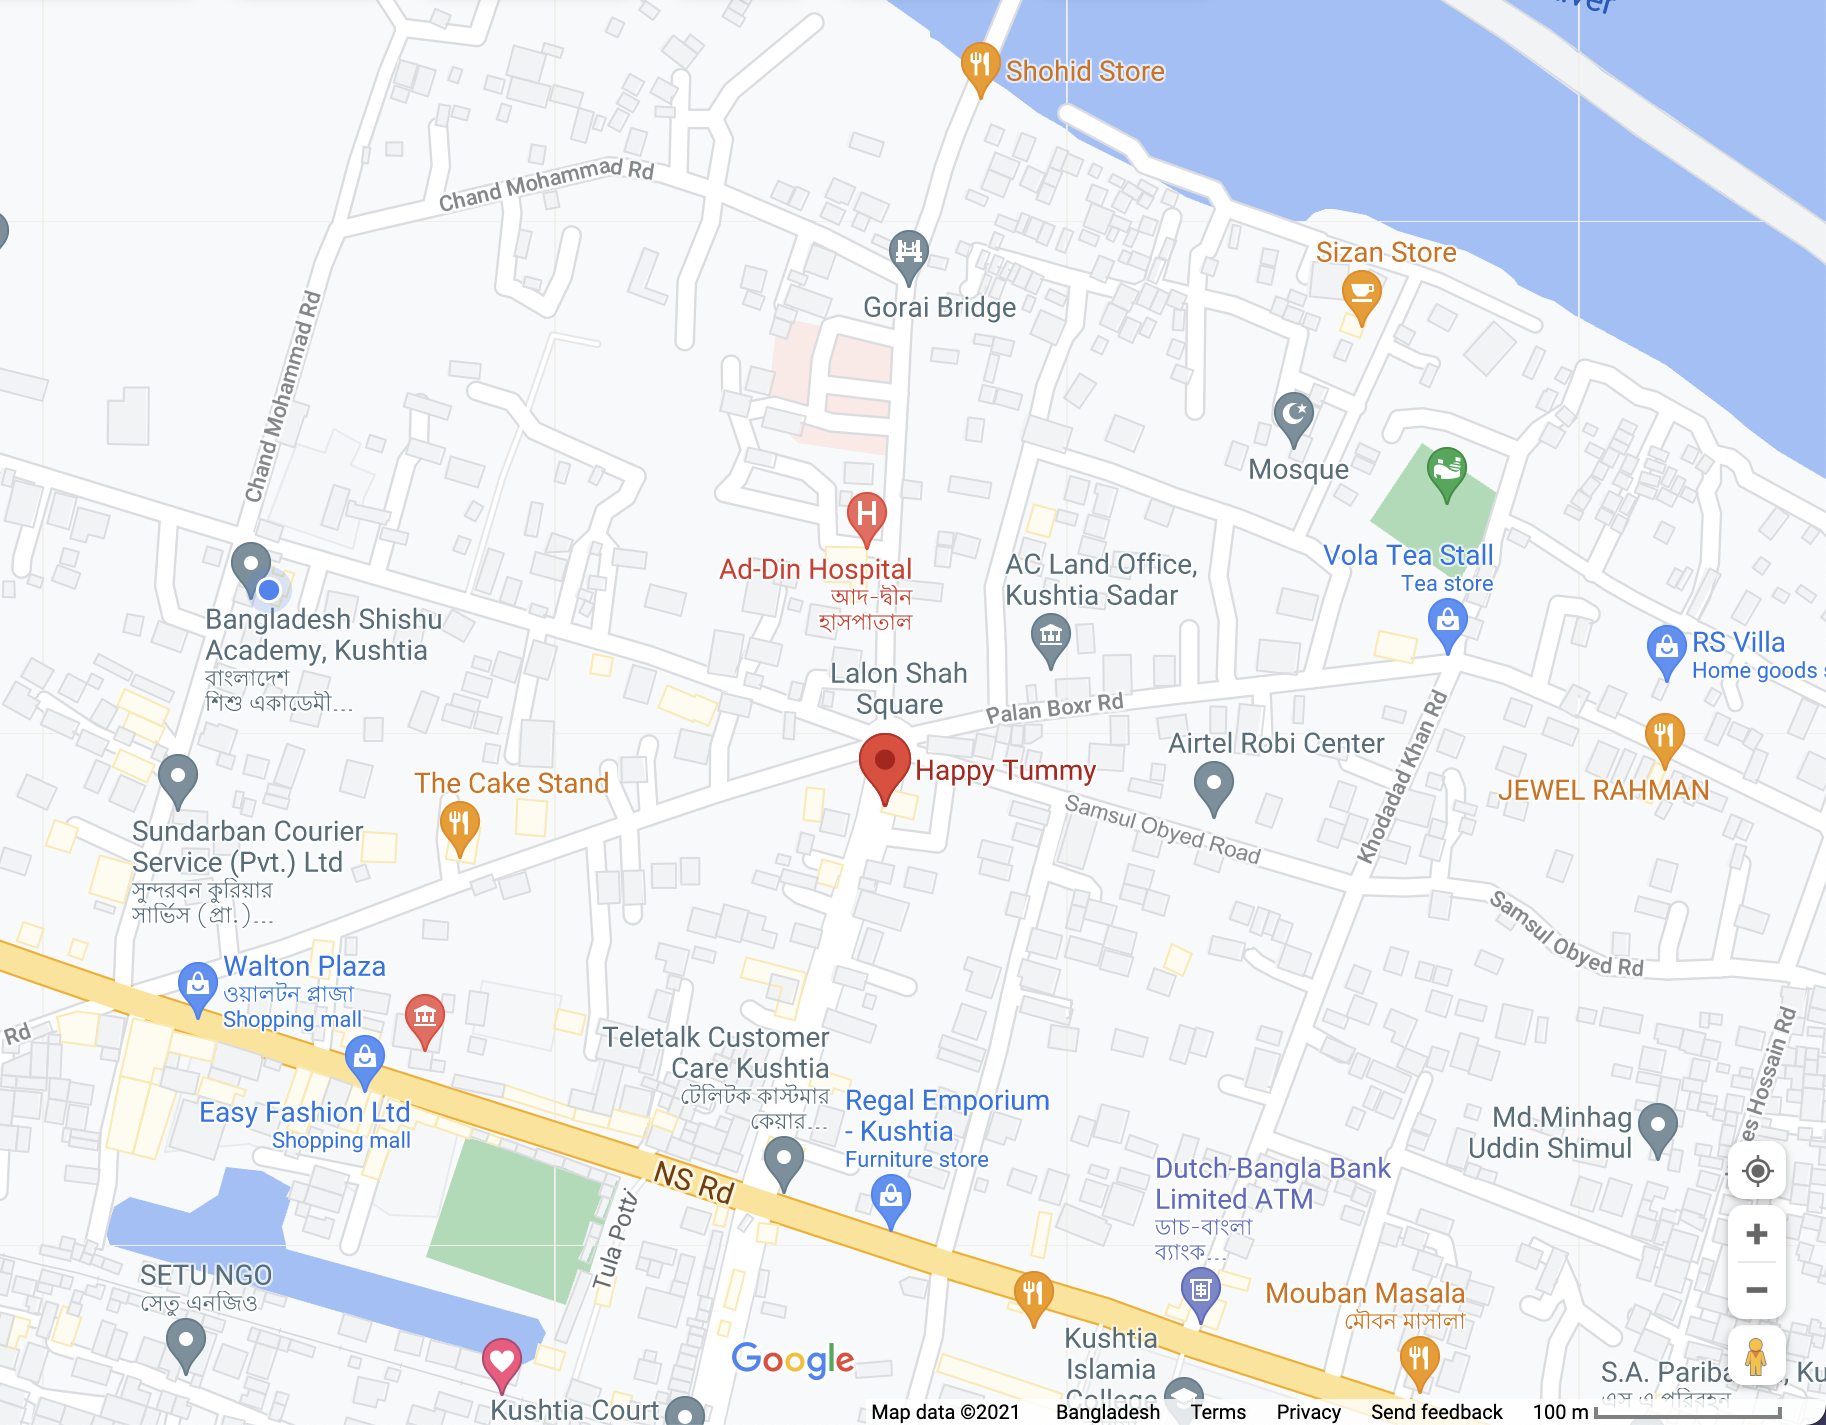 iver
Shohid Store
Chand Mohammad Rd
Gorai Bridge
Sizan Store
Chand Mohammad Rd
Mosque
Ad-Din Hospital
আদ-দ্বীন
হাসপাতাল
AC Land Office,
Kushtia Sadar
Vola Tea Stall
Tea store
Bangladesh Shishu
Academy, Kushtia
বাংলাদেশ
শিশু একাডেমী...
RS Villa
Home goods s
Lalon Shah
Square
Palan Boxr Rd
Khodadad Khan Rd
Airtel Robi Center
Happy Tummy
The Cake Stand
JEWEL RAHMAN
Samsul Obyed Road
Sundarban Courier
Service (Pvt.) Ltd
সুন্দরবন কুরিয়ার
সার্ভিস (প্রা.)...
Samsul Obyed Rd
Walton Plaza
ওয়ালটন প্লাজা
Shopping mall
Rd
Teletalk Customer
Care Kushtia
টেলিটক কাস্টমার
কেয়ার...
es Hossain Rd
Easy Fashion Ltd
Shopping mall
Regal Emporium
- Kushtia
Furniture store
Md.Minhag
Uddin Shimul
NS Rd
Tula Potti
Dutch-Bangla Bank
Limited ATM
ডাচ-বাংলা
ব্যাংক...
SETU NGO
সেতু এনজিও
Mouban Masala
মৌবন মাসালা
Google
Kushtia
Islamia
College
S.A. Pariba , Ku
এস এ পরিবহন
Kushtia Court
Map data ©2021 Bangladesh Terms Privacy Send feedback 100 m